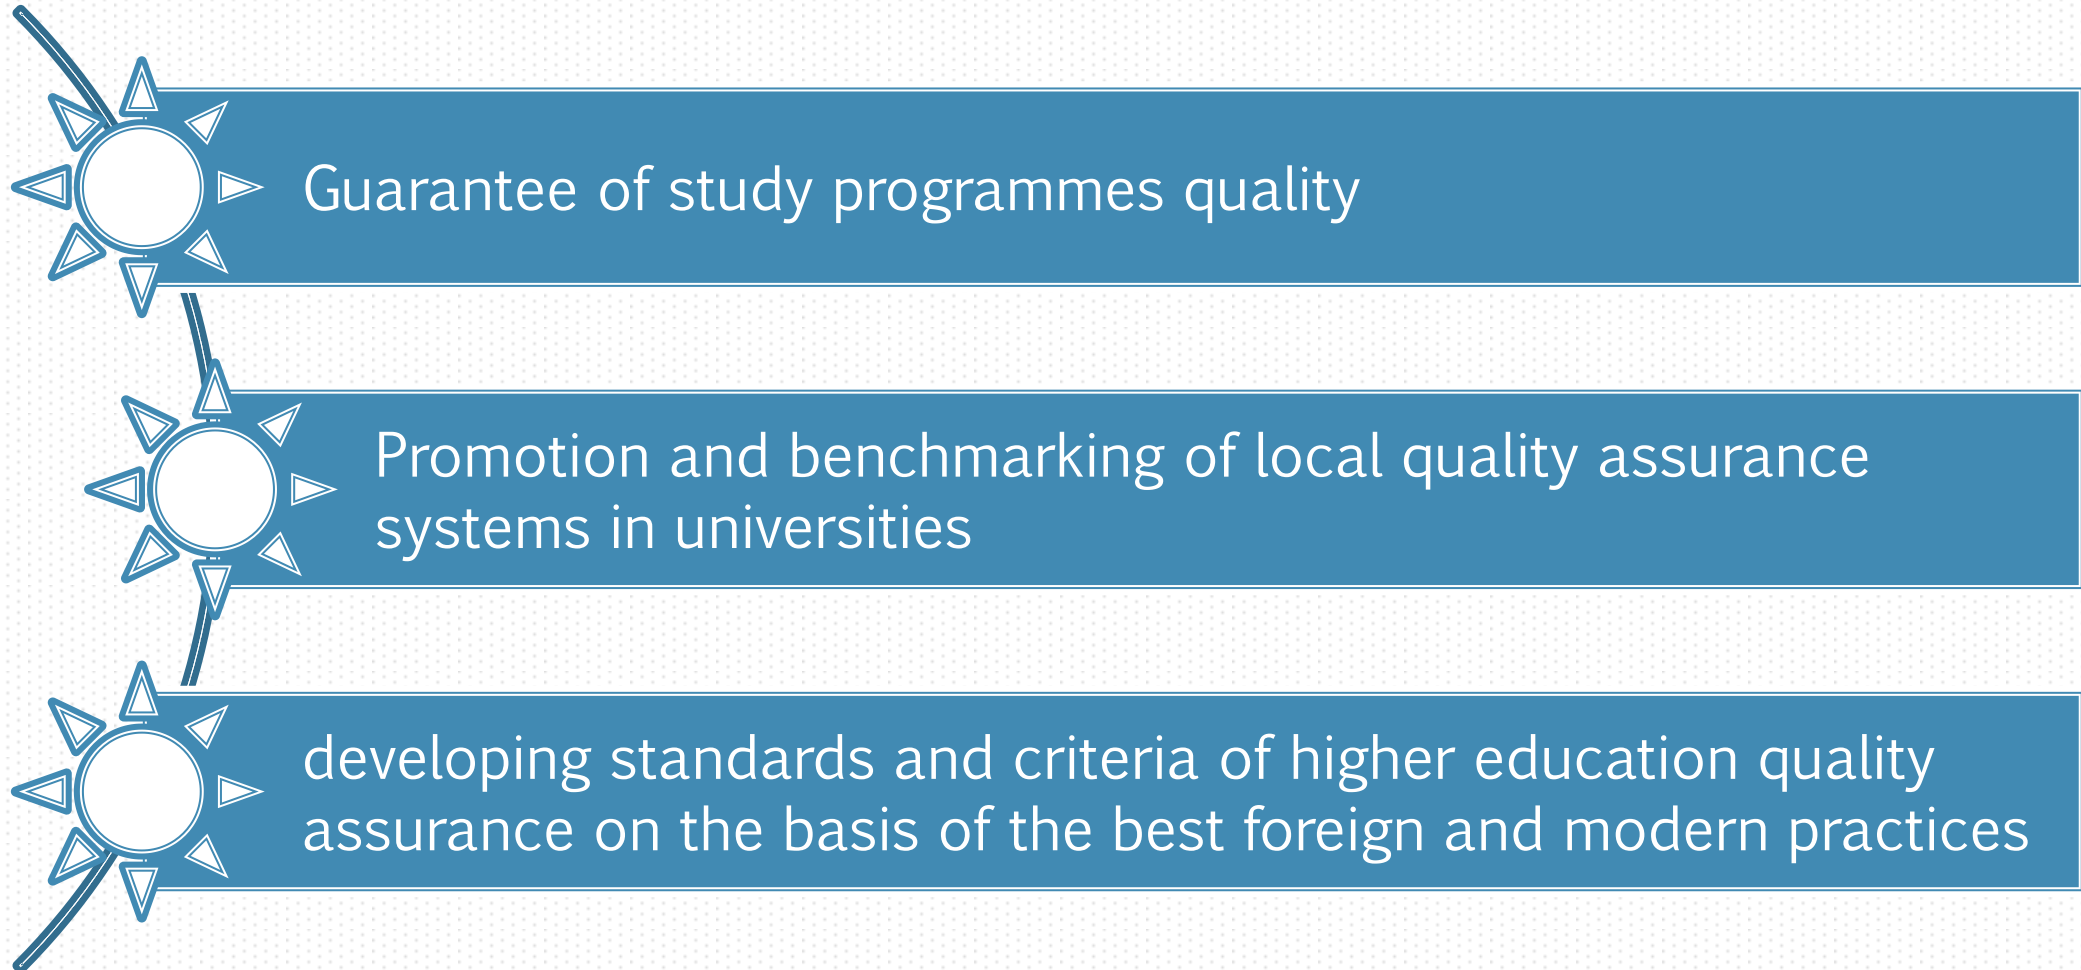 Guarantee of study programmes quality
Promotion and benchmarking of local quality assurance
systems in universities
developing standards and criteria of higher education quality
assurance on the basis of the best foreign and modern practices